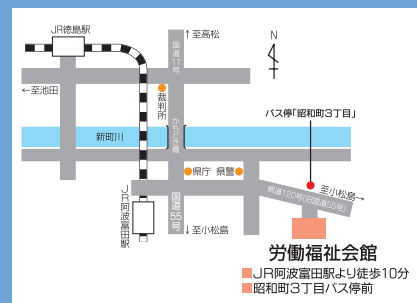 JR徳島駅
↑至高松
N
国道11号
←至池田
裁判所
バス停「昭和町3丁目」
かちどき橋
新町川
県庁 県警
至小松島→
県道120号(旧国道55号)
JR阿波富田駅
国道55号
↓至小松島
労働福祉会館
■JR阿波富田駅より徒歩10分
■昭和町3丁目バス停前